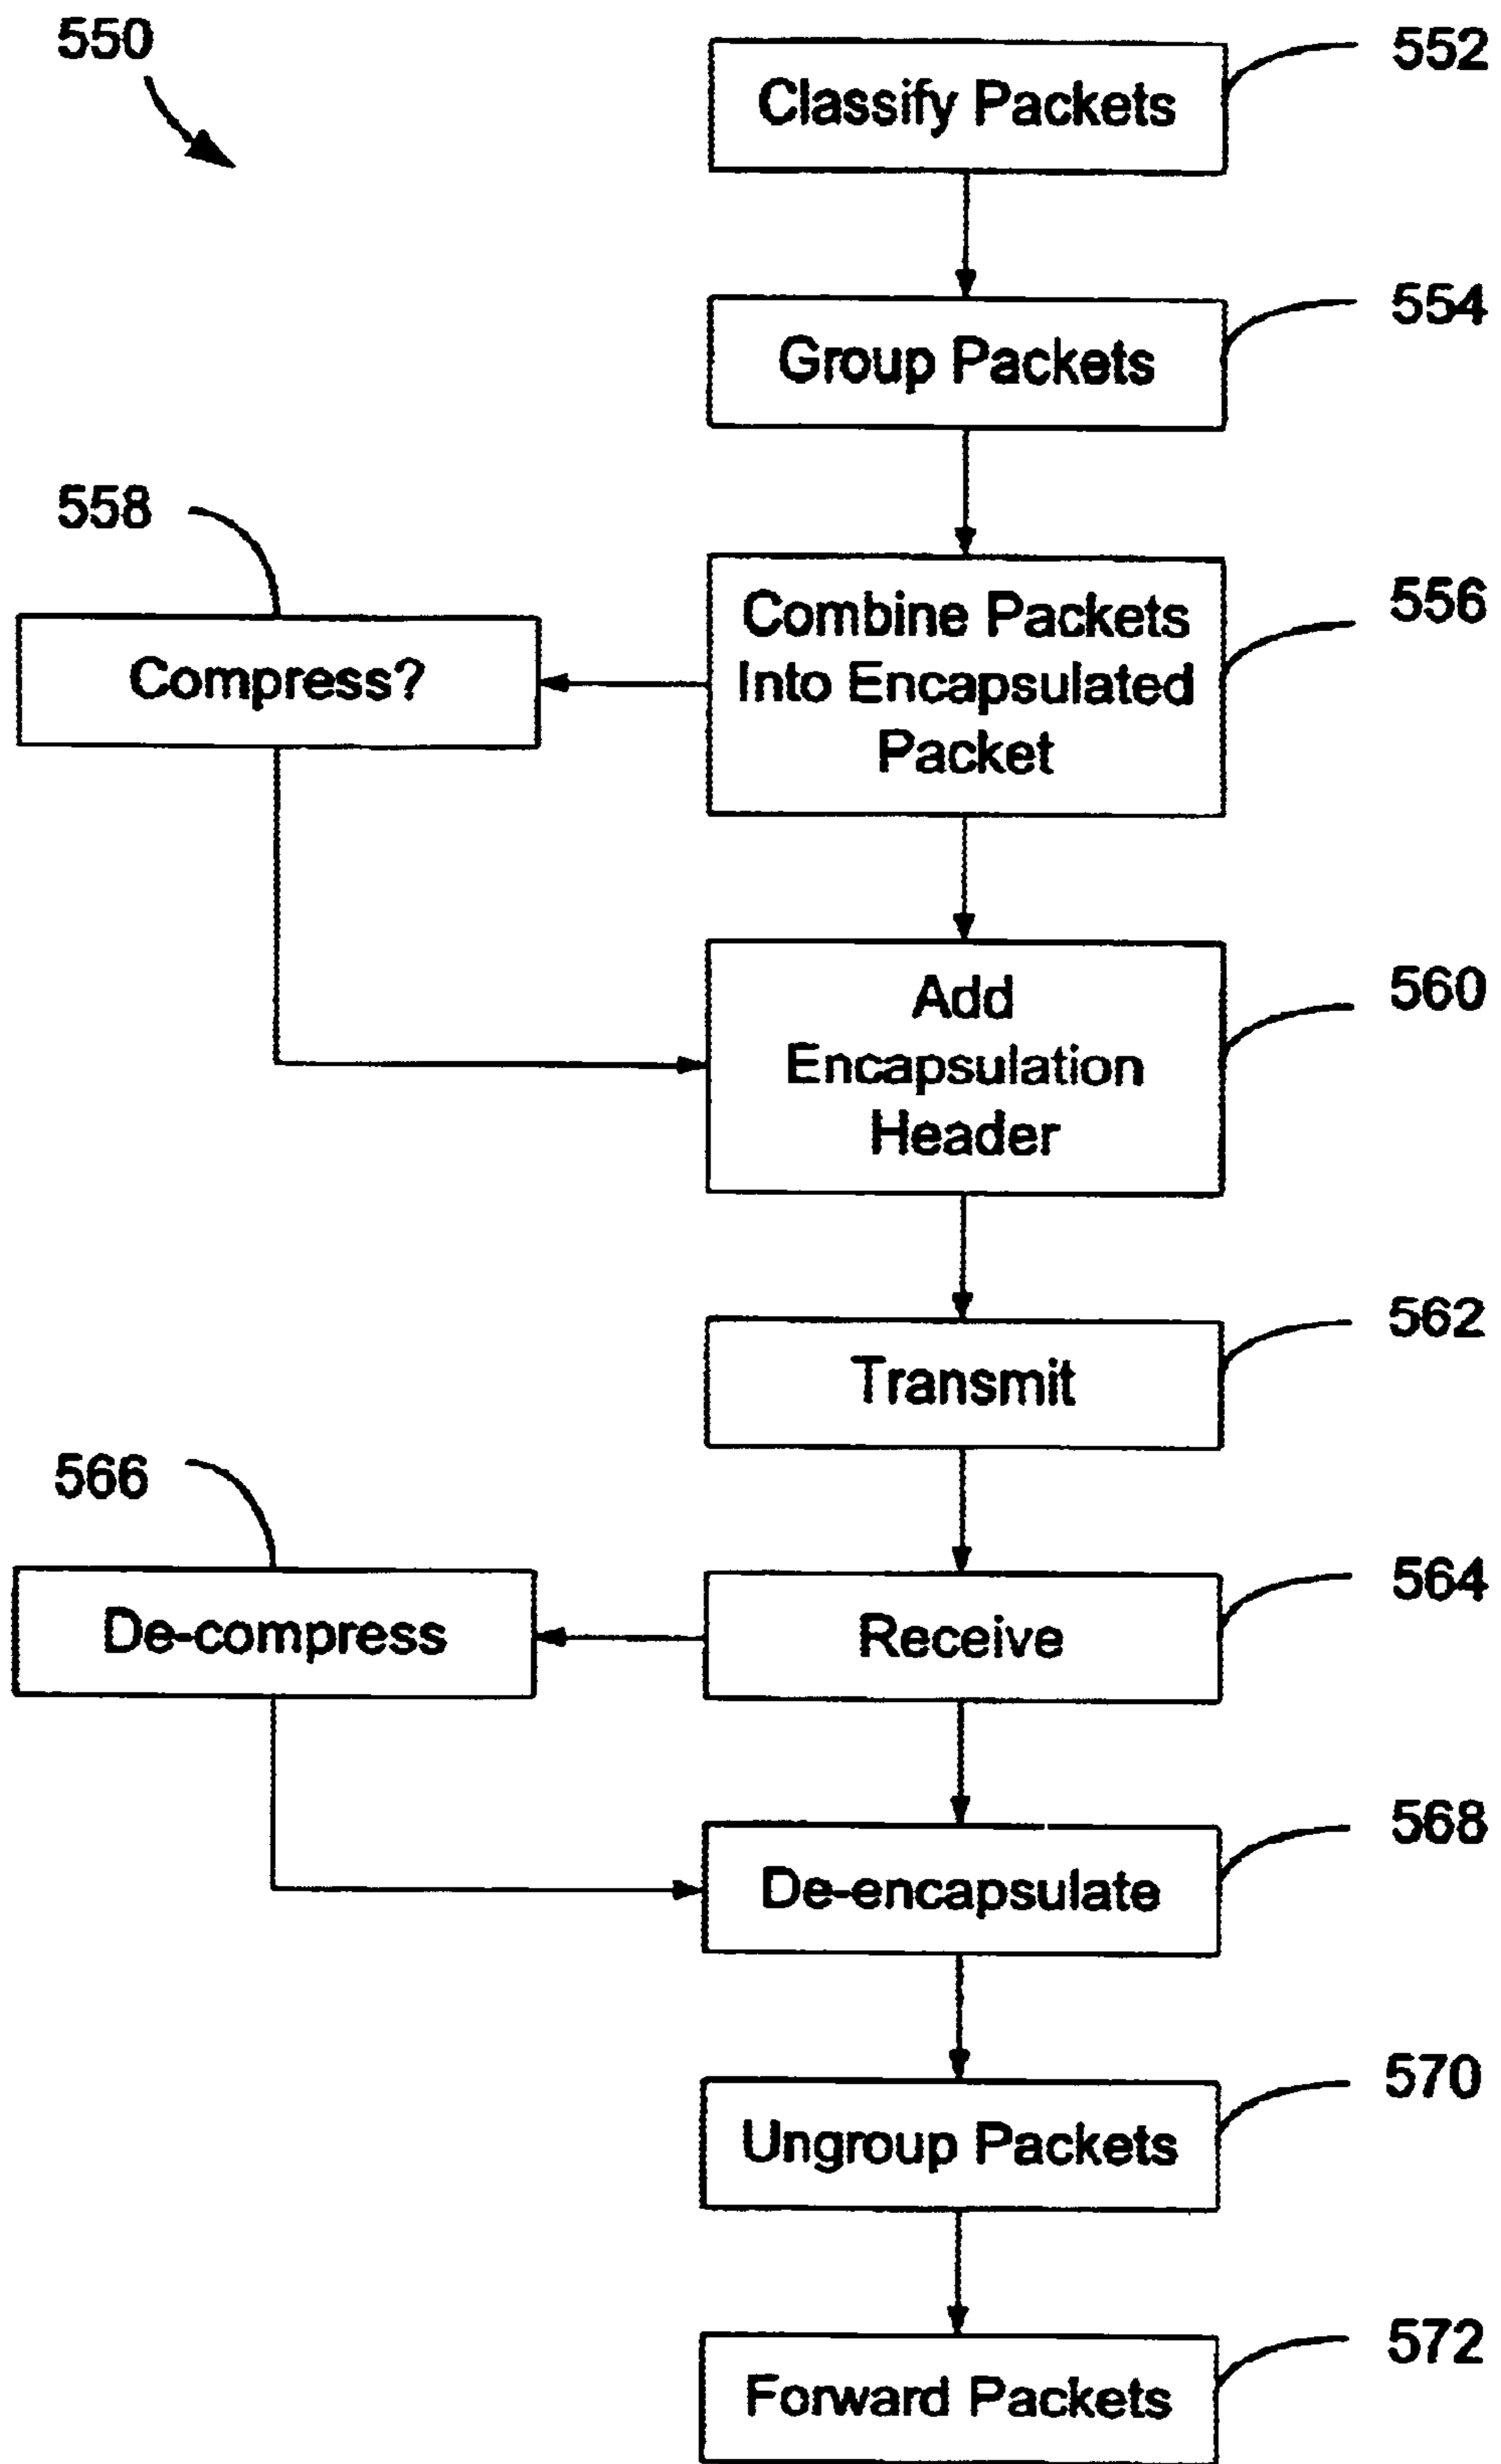 550
552
Classify Packets
554
Group Packets
558
556
Combine Packets
Into Encapsulated
Packet
Compress?
560
Add
Encapsulation
Header
562
Transmit
566
564
De-compress
Receive
568
De-encapsulate
570
Ungroup Packets
572
Forward Packets